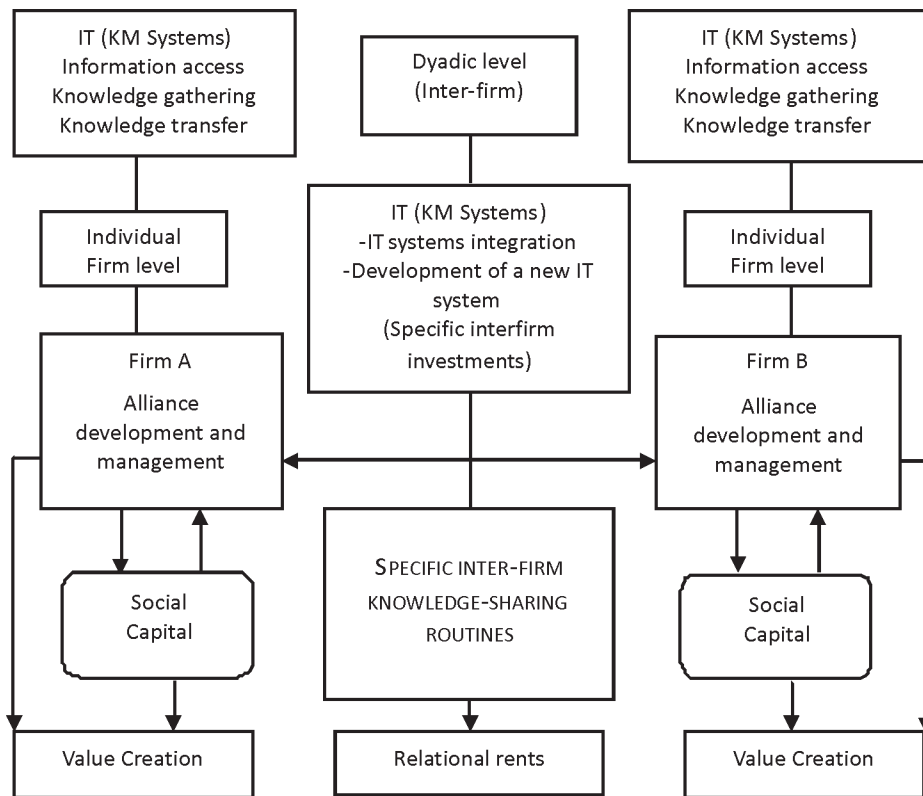 IT (KM Systems)
Information access
Knowledge gathering
Knowledge transfer
Dyadic level
(Inter-firm)
IT (KM Systems)
Information access
Knowledge gathering
Knowledge transfer
Individual
Firm level
IT (KM Systems)
-IT systems integration
-Development of a new IT
system
(Specific interfirm
investments)
Individual
Firm level
Firm A
Alliance
development and
management
Firm B
Alliance
development and
management
Social
Capital
SPECIFIC INTER-FIRM
KNOWLEDGE-SHARING
ROUTINES
Social
Capital
Value Creation
Relational rents
Value Creation